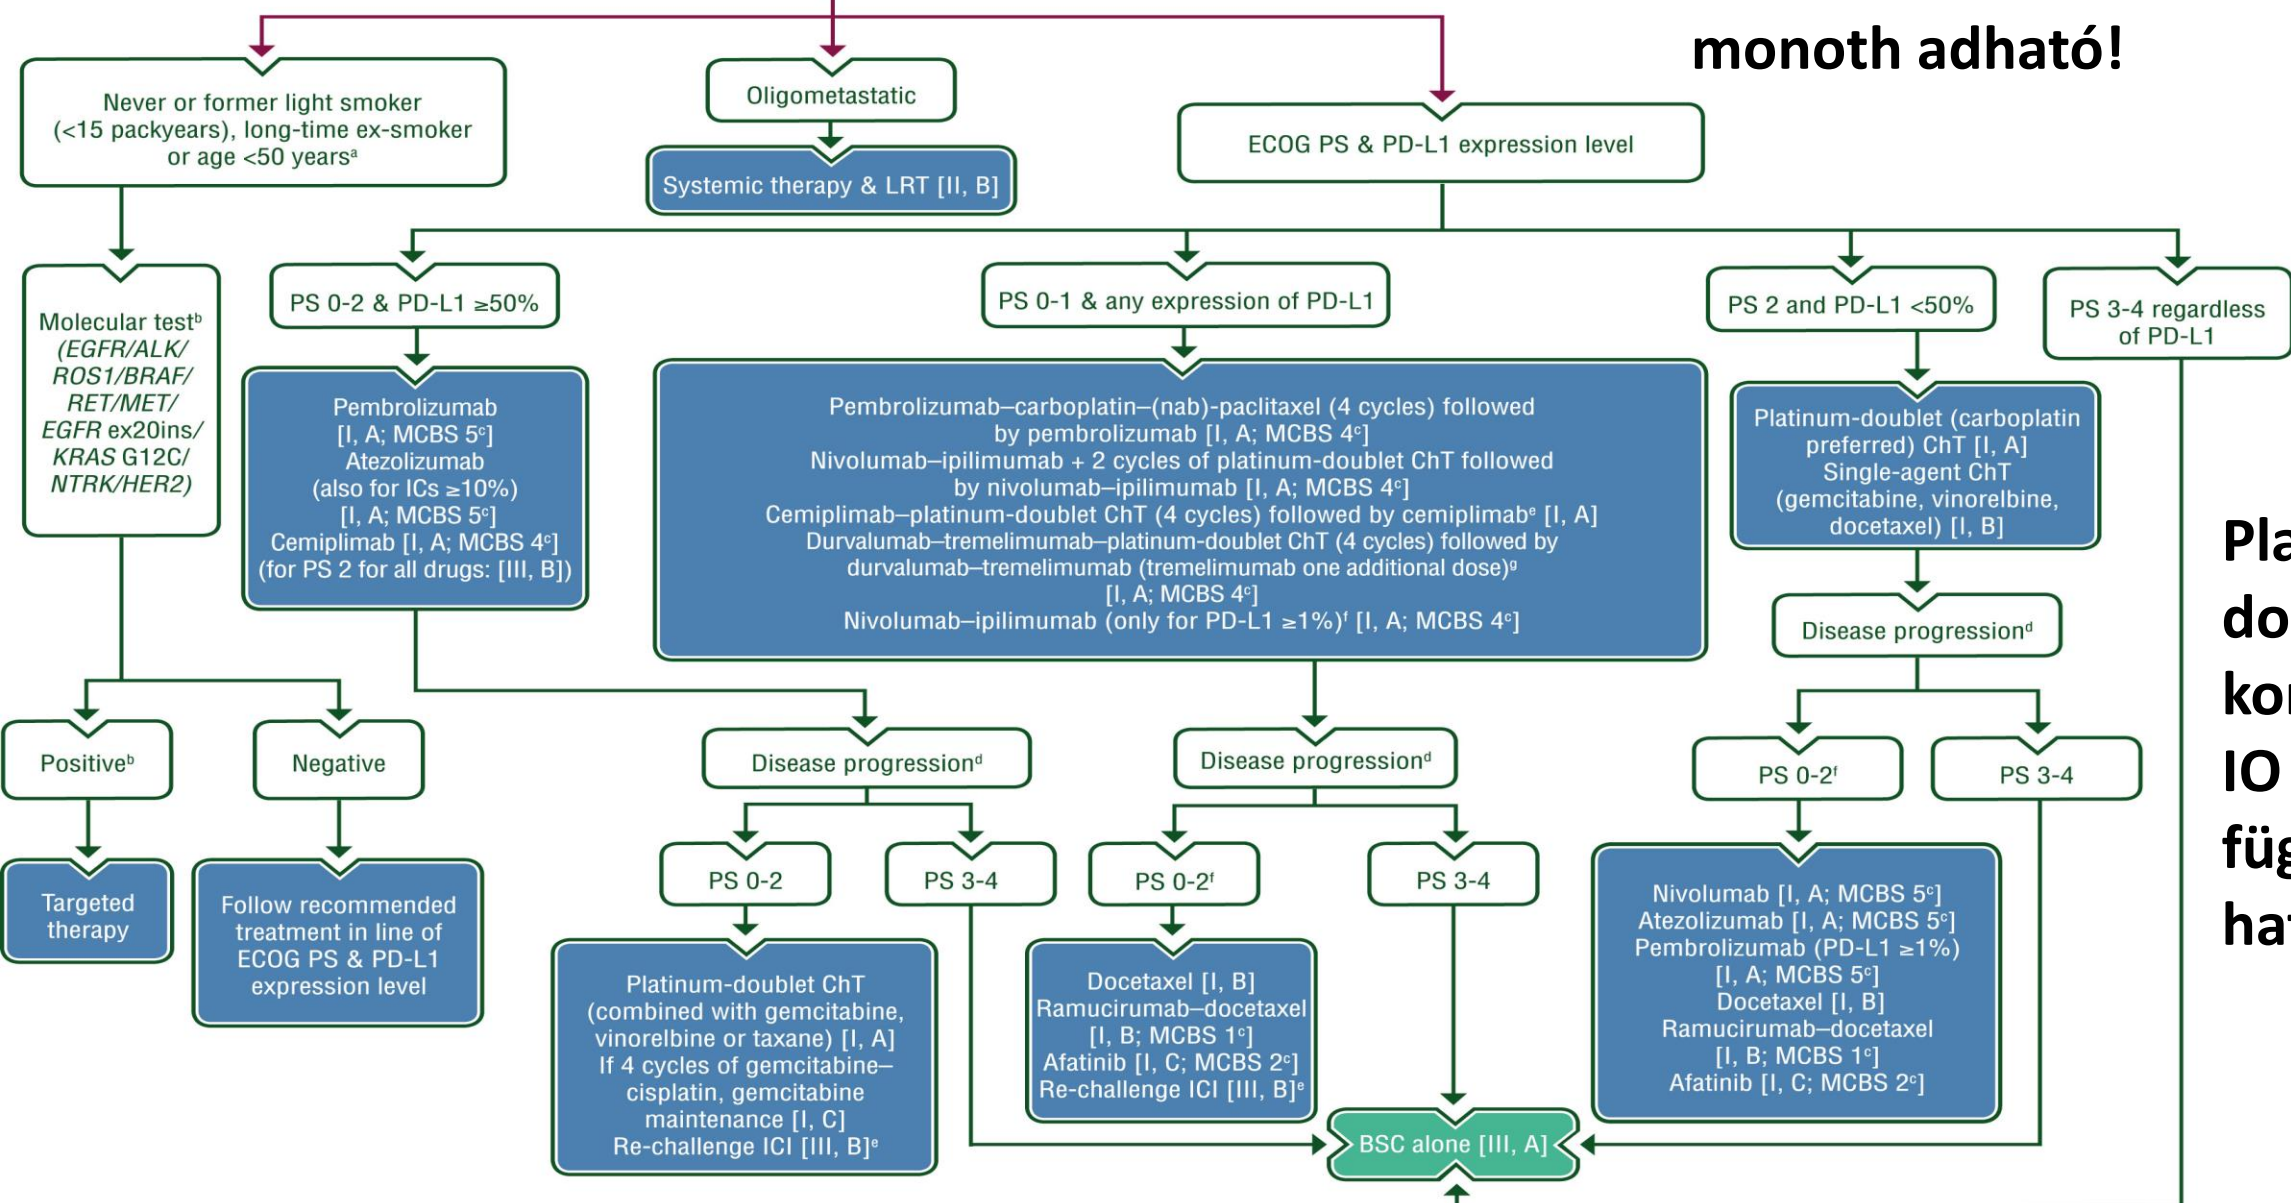 monoth adható!
Never or former light smoker
(<15 packyears), long-time ex-smoker
or age <50 yearsᵃ
Oligometastatic
Systemic therapy & LRT [II, B]
ECOG PS & PD-L1 expression level
Molecular testᵇ
(EGFR/ALK/
ROS1/BRAF/
RET/MET/
EGFR ex20ins/
KRAS G12C/
NTRK/HER2)
PS 0-2 & PD-L1 ≥50%
PS 0-1 & any expression of PD-L1
PS 2 and PD-L1 <50%
PS 3-4 regardless
of PD-L1
Pembrolizumab
[I, A; MCBS 5ᶜ]
Atezolizumab
(also for ICs ≥10%)
[I, A; MCBS 5ᶜ]
Cemiplimab [I, A; MCBS 4ᶜ]
(for PS 2 for all drugs: [III, B])
Pembrolizumab–carboplatin–(nab)-paclitaxel (4 cycles) followed
by pembrolizumab [I, A; MCBS 4ᶜ]
Nivolumab–ipilimumab + 2 cycles of platinum-doublet ChT followed
by nivolumab–ipilimumab [I, A; MCBS 4ᶜ]
Cemiplimab–platinum-doublet ChT (4 cycles) followed by cemiplimabᵉ [I, A]
Durvalumab–tremelimumab–platinum-doublet ChT (4 cycles) followed by
durvalumab–tremelimumab (tremelimumab one additional dose)ᵍ
[I, A; MCBS 4ᶜ]
Nivolumab–ipilimumab (only for PD-L1 ≥1%)ᶠ [I, A; MCBS 4ᶜ]
Platinum-doublet (carboplatin
preferred) ChT [I, A]
Single-agent ChT
(gemcitabine, vinorelbine,
docetaxel) [I, B]
Disease progressionᵈ
Positiveᵇ
Negative
Disease progressionᵈ
Disease progressionᵈ
PS 0-2ᶠ
PS 3-4
Targeted
therapy
Follow recommended
treatment in line of
ECOG PS & PD-L1
expression level
PS 0-2
PS 3-4
PS 0-2ᶠ
PS 3-4
Platinum-doublet ChT
(combined with gemcitabine,
vinorelbine or taxane) [I, A]
If 4 cycles of gemcitabine–
cisplatin, gemcitabine
maintenance [I, C]
Re-challenge ICI [III, B]ᵉ
Docetaxel [I, B]
Ramucirumab–docetaxel
[I, B; MCBS 1ᶜ]
Afatinib [I, C; MCBS 2ᶜ]
Re-challenge ICI [III, B]ᵉ
Nivolumab [I, A; MCBS 5ᶜ]
Atezolizumab [I, A; MCBS 5ᶜ]
Pembrolizumab (PD-L1 ≥1%)
[I, A; MCBS 5ᶜ]
Docetaxel [I, B]
Ramucirumab–docetaxel
[I, B; MCBS 1ᶜ]
Afatinib [I, C; MCBS 2ᶜ]
BSC alone [III, A]
IO